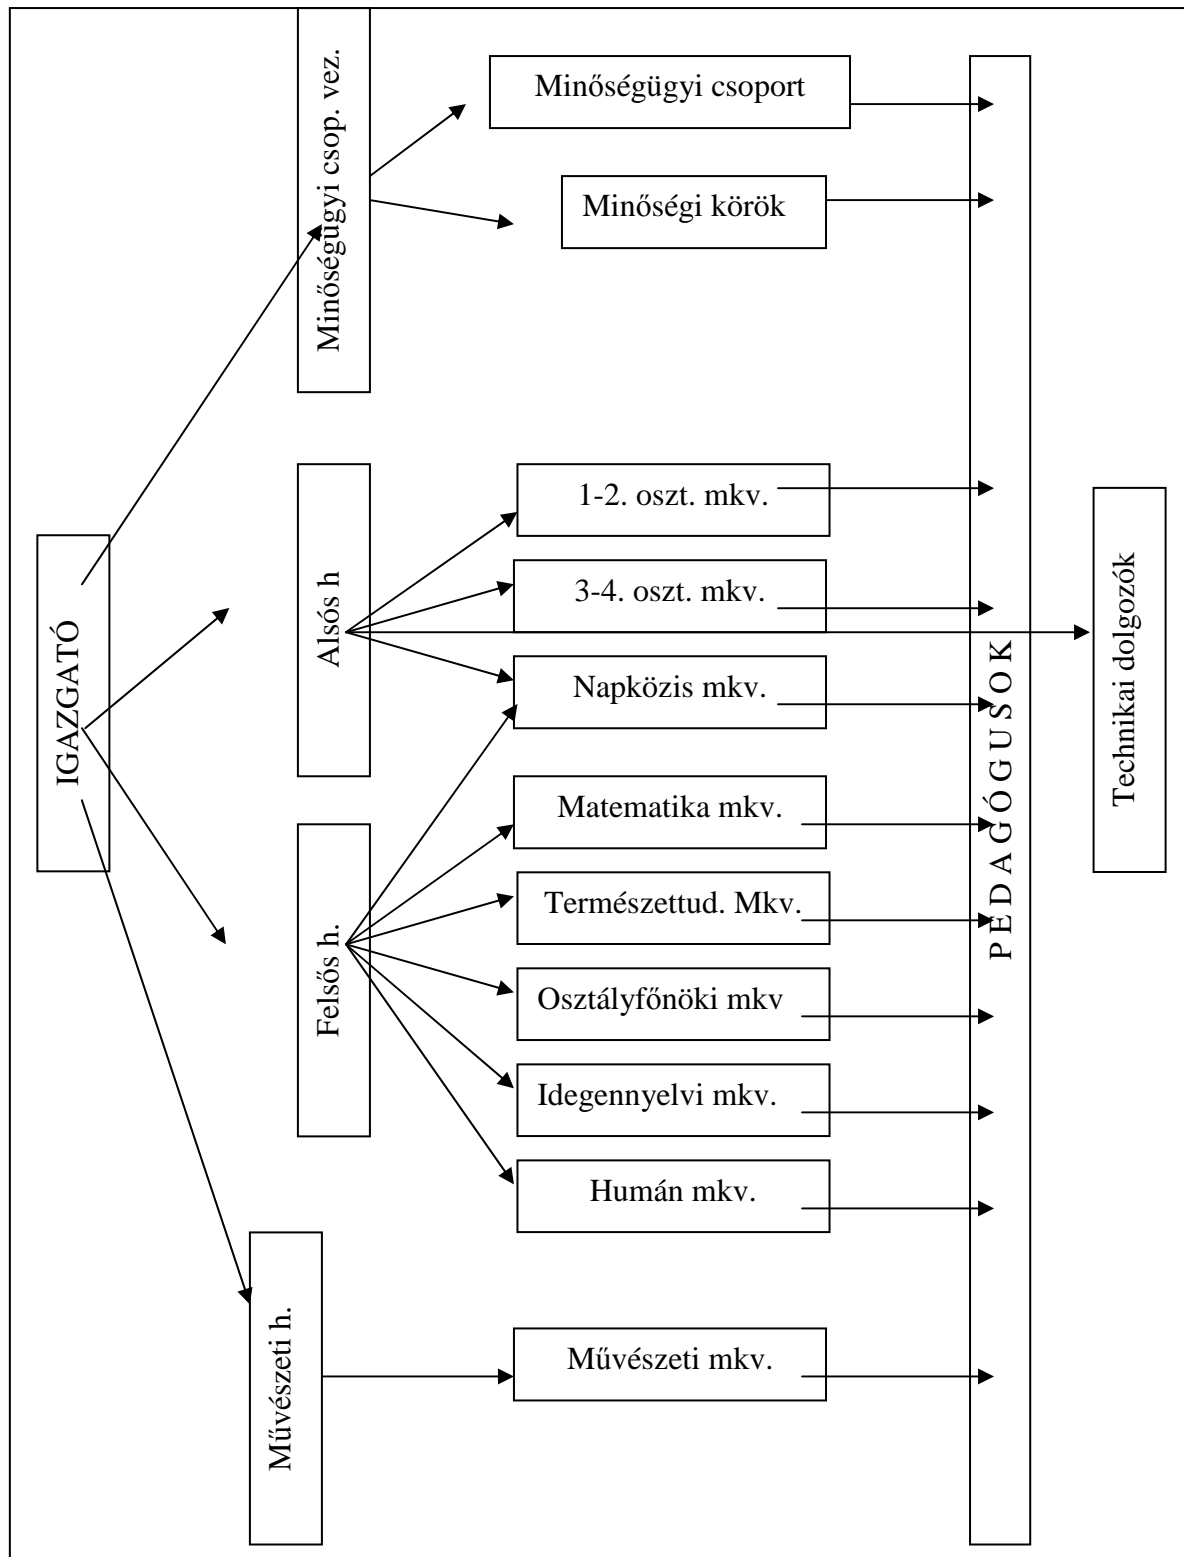 IGAZGATÓ
Minőségügyi csop. vez.
Alsós h
Felsős h.
Művészeti h.
Minőségügyi csoport
Minőségi körök
1-2. oszt. mkv.
3-4. oszt. mkv.
Napközis mkv.
Matematika mkv.
Természettud. Mkv.
Osztályfőnöki mkv
Idegennyelvi mkv.
Humán mkv.
Művészeti mkv.
P E D A G Ó G U S O K
Technikai dolgozók